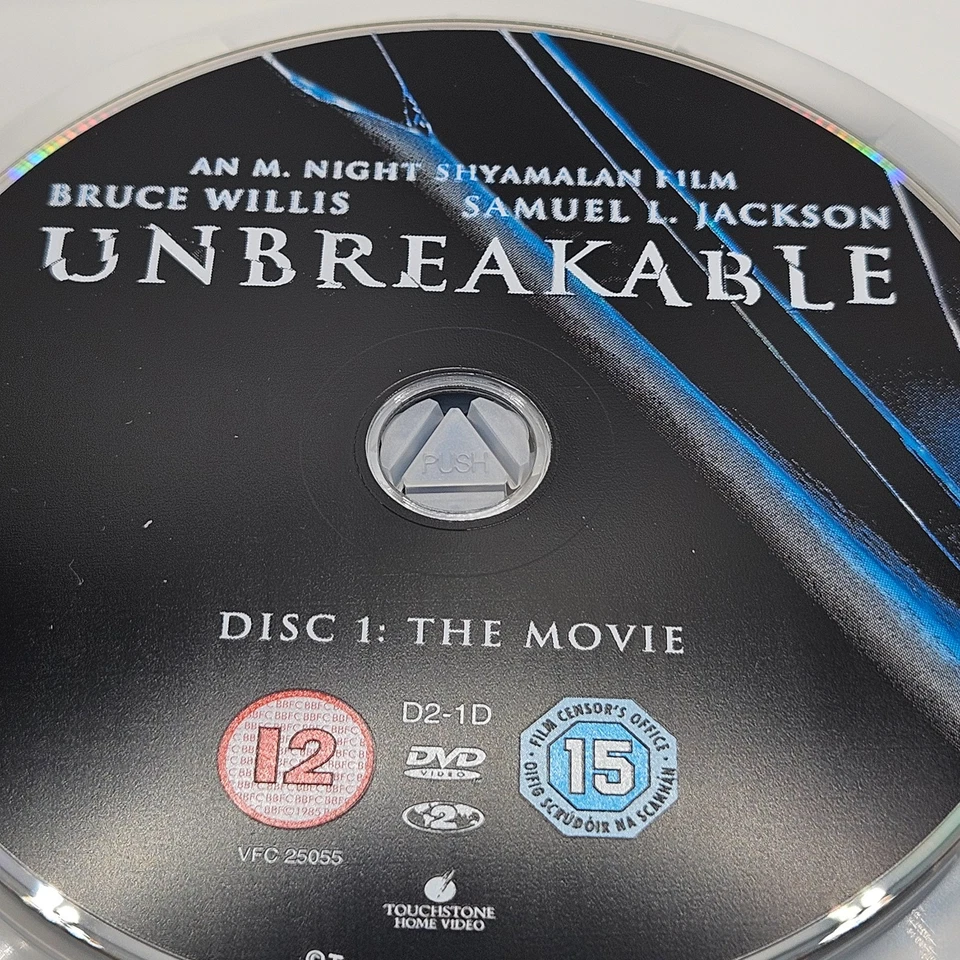 AN M. NIGHT SHYAMALAN FILM
BRUCE WILLIS SAMUEL L. JACKSON
UNBREAKABLE
PUSH
DISC 1: THE MOVIE
12
D2-1D
DVD
VIDEO
2
FILM CENSOR'S OFFICE
15
OIFIG SCRÚDÓIR NA SCANNÁN
VFC 25055
TOUCHSTONE
HOME VIDEO